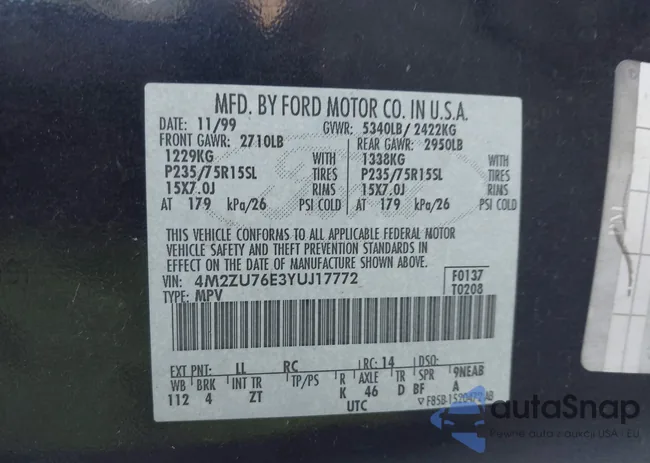 MFD. BY FORD MOTOR CO. IN U.S.A.
DATE: 11/99 GVWR: 5340LB/ 2422KG
FRONT GAWR: 2710LB REAR GAWR: 2950LB
1229KG WITH 1338KG WITH
P235/75R15SL TIRES P235/75R15SL TIRES
15X7.0J RIMS 15X7.0J RIMS
AT 179 kPa/26 PSI COLD AT 179 kPa/26 PSI COLD
THIS VEHICLE CONFORMS TO ALL APPLICABLE FEDERAL MOTOR
VEHICLE SAFETY AND THEFT PREVENTION STANDARDS IN
EFFECT ON THE DATE OF MANUFACTURE SHOWN ABOVE.
VIN: 4M2ZU76E3YUJ17772 F0137
TYPE: MPV T0208
EXT PNT: LL RC RC: 14 DSO:
WB BRK INT TR TP/PS R AXLE TR SPR 9NEAB
112 4 ZT K 46 D BF A
UTC
autoSnap
Pewne auto z aukcji USA - EU